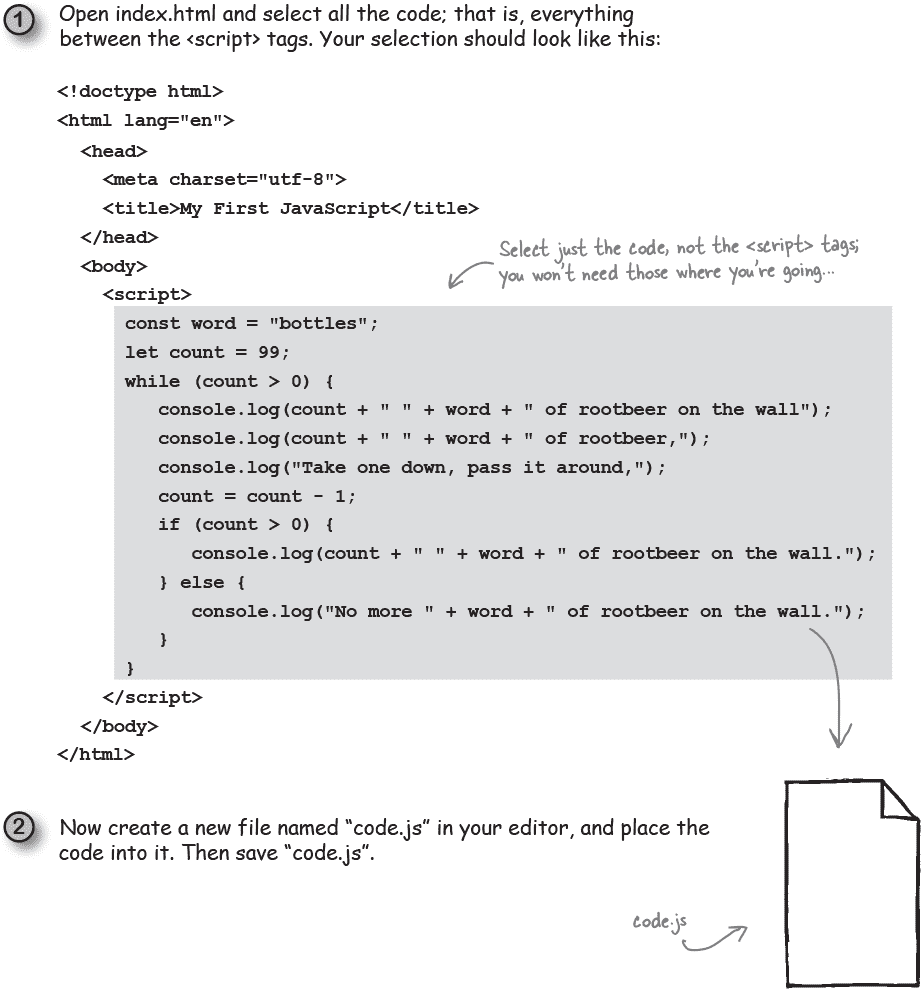 1 Open index.html and select all the code; that is, everything
between the <script> tags. Your selection should look like this:
<!doctype html>
<html lang="en">
<head>
<meta charset="utf-8">
<title>My First JavaScript</title>
</head>
<body>
<script>
Select just the code, not the <script> tags;
you won't need those where you're going...
const word = "bottles";
let count = 99;
while (count > 0) {
console.log(count + " " + word + " of rootbeer on the wall");
console.log(count + " " + word + " of rootbeer,");
console.log("Take one down, pass it around,");
count = count - 1;
if (count > 0) {
console.log(count + " " + word + " of rootbeer on the wall.");
} else {
console.log("No more " + word + " of rootbeer on the wall.");
}
}
</script>
</body>
</html>
2 Now create a new file named “code.js” in your editor, and place the
code into it. Then save “code.js”.
code.js